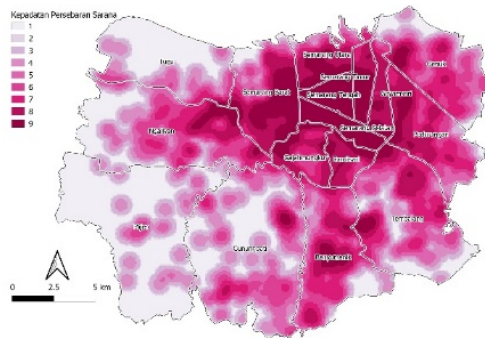 Kepadatan Persebaran Sarana
1
2
3
4
5
6
7
8
9
Tugu
Semarang Utara
Genuk
Semarang Barat
Semarang Timur
Semarang Tengah
Gayamsari
Ngaliyan
Semarang Selatan
Pedurungan
Gajahmungkur
Candisari
Mijen
Gunungpati
Tembalang
Banyumanik
0 2.5 5 km